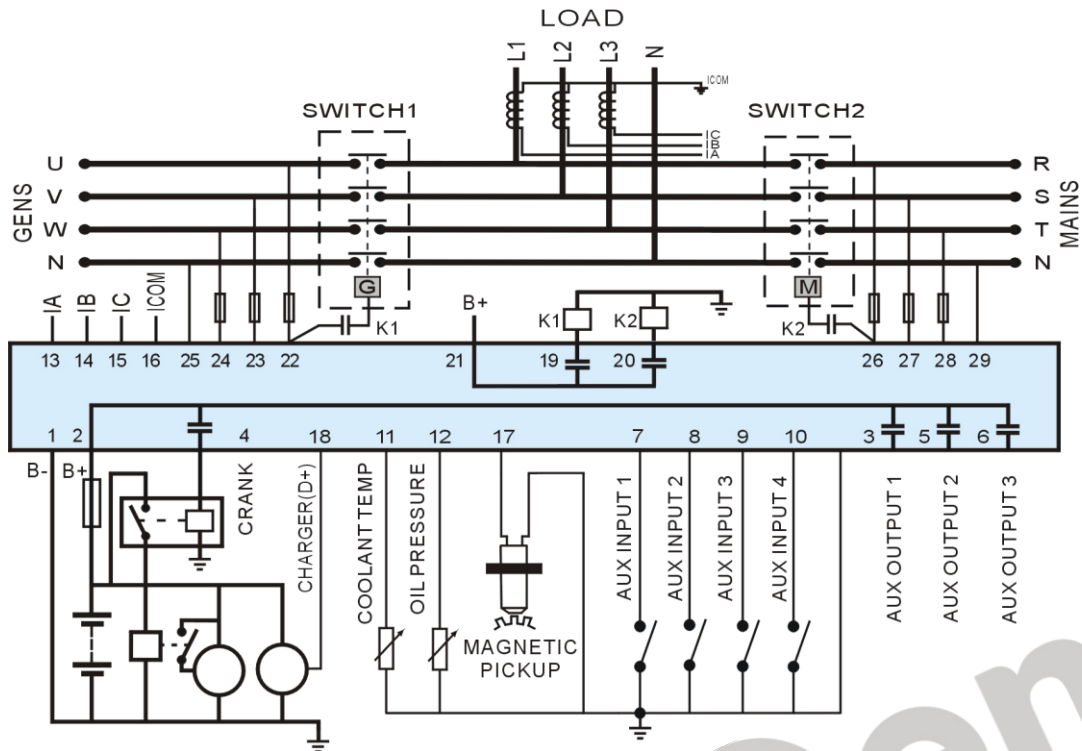 LOAD
L1 L2 L3 N
ICOM
SWITCH1 SWITCH2
IC
IB
IA
U R
V S
W T
N N
GENS MAINS
G M
IA IB IC ICOM
B+ K1 K1 K2 K2
13 14 15 16 25 24 23 22 21 19 20 26 27 28 29
1 2 4 18 11 12 17 7 8 9 10 3 5 6
B- B+
CRANK
CHARGER(D+)
COOLANT TEMP
OIL PRESSURE
MAGNETIC
PICKUP
AUX INPUT 1
AUX INPUT 2
AUX INPUT 3
AUX INPUT 4
AUX OUTPUT 1
AUX OUTPUT 2
AUX OUTPUT 3